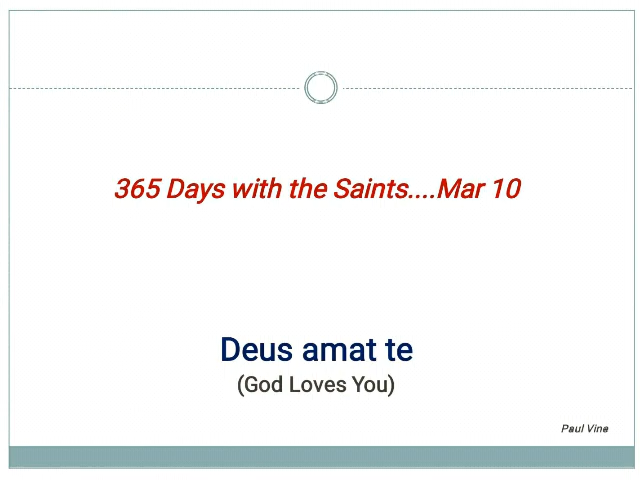 365 Days with the Saints....Mar 10
Deus amat te
(God Loves You)
Paul Vine